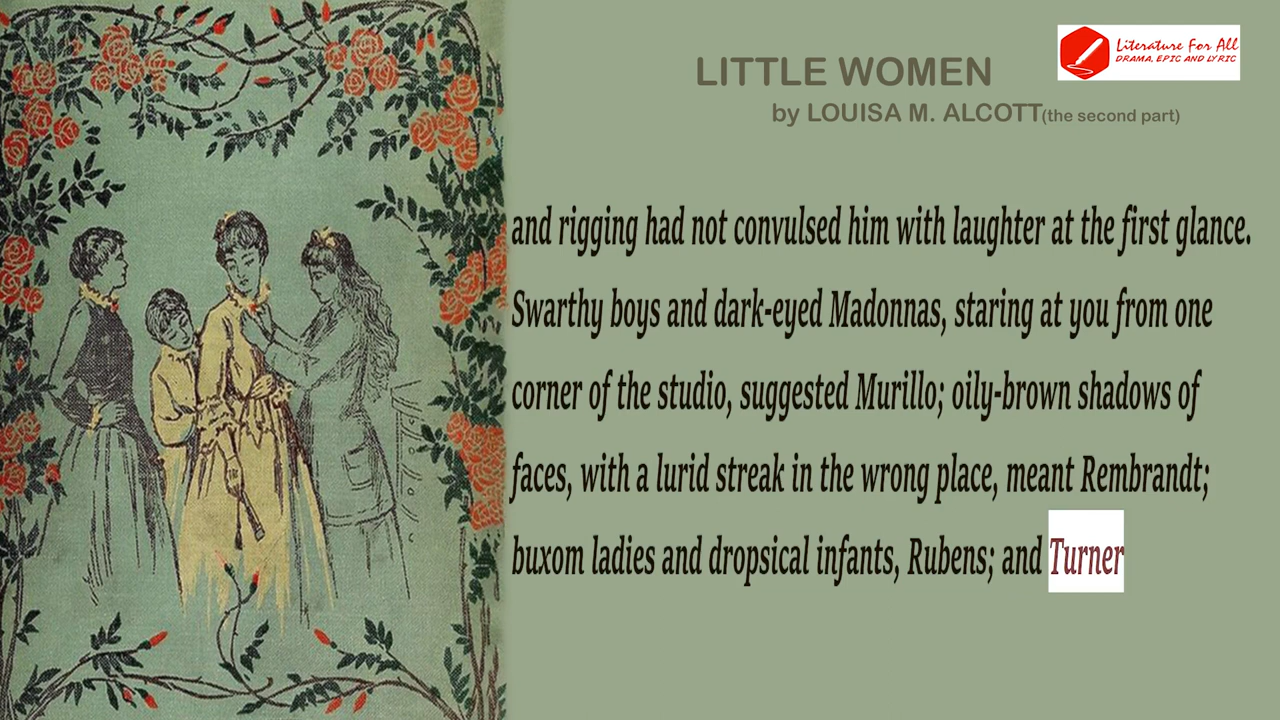 LITTLE WOMEN
by LOUISA M. ALCOTT(the second part)
Literature For All
DRAMA, EPIC AND LYRIC
and rigging had not convulsed him with laughter at the first glance.
Swarthy boys and dark-eyed Madonnas, staring at you from one
corner of the studio, suggested Murillo; oily-brown shadows of
faces, with a lurid streak in the wrong place, meant Rembrandt;
buxom ladies and dropsical infants, Rubens; and Turner